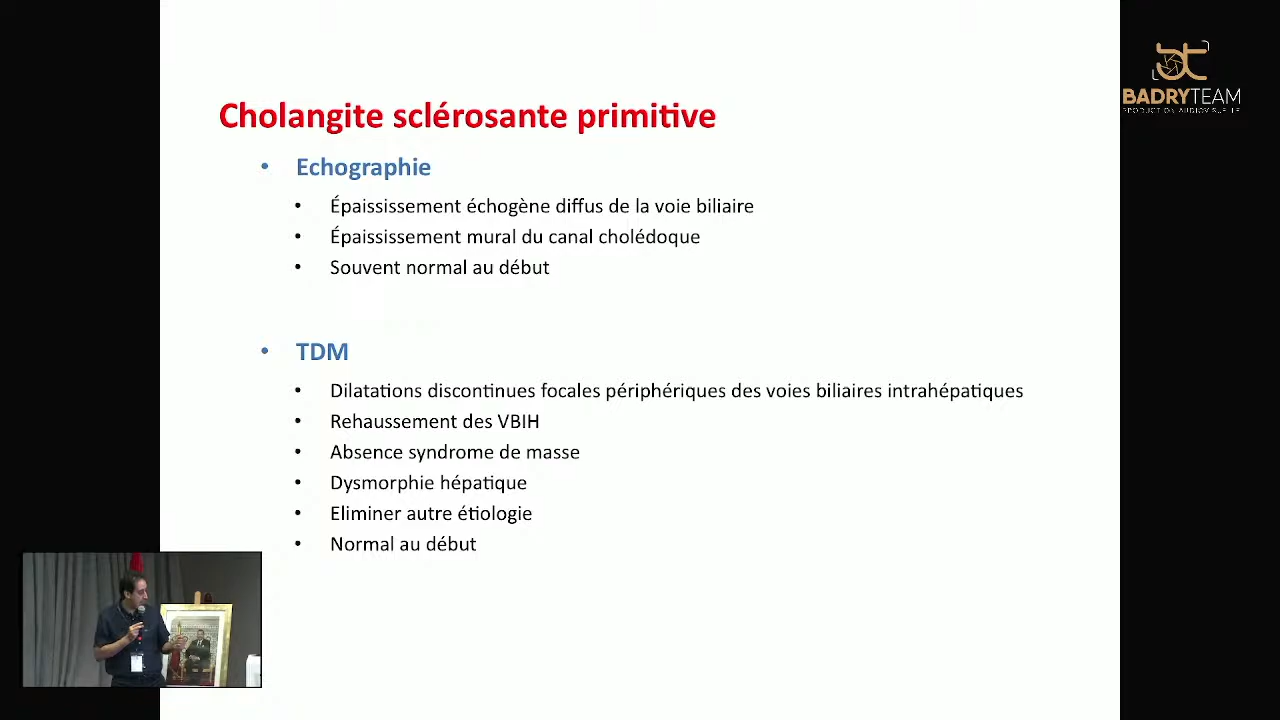 Cholangite sclérosante primitive
• Echographie
• Épaississement échogène diffus de la voie biliaire
• Épaississement mural du canal cholédoque
• Souvent normal au début
• TDM
• Dilatations discontinues focales périphériques des voies biliaires intrahépatiques
• Rehaussement des VBIH
• Absence syndrome de masse
• Dysmorphie hépatique
• Eliminer autre étiologie
• Normal au début
BADRYTEAM
PRODUCTION AUDIOVISUELLE